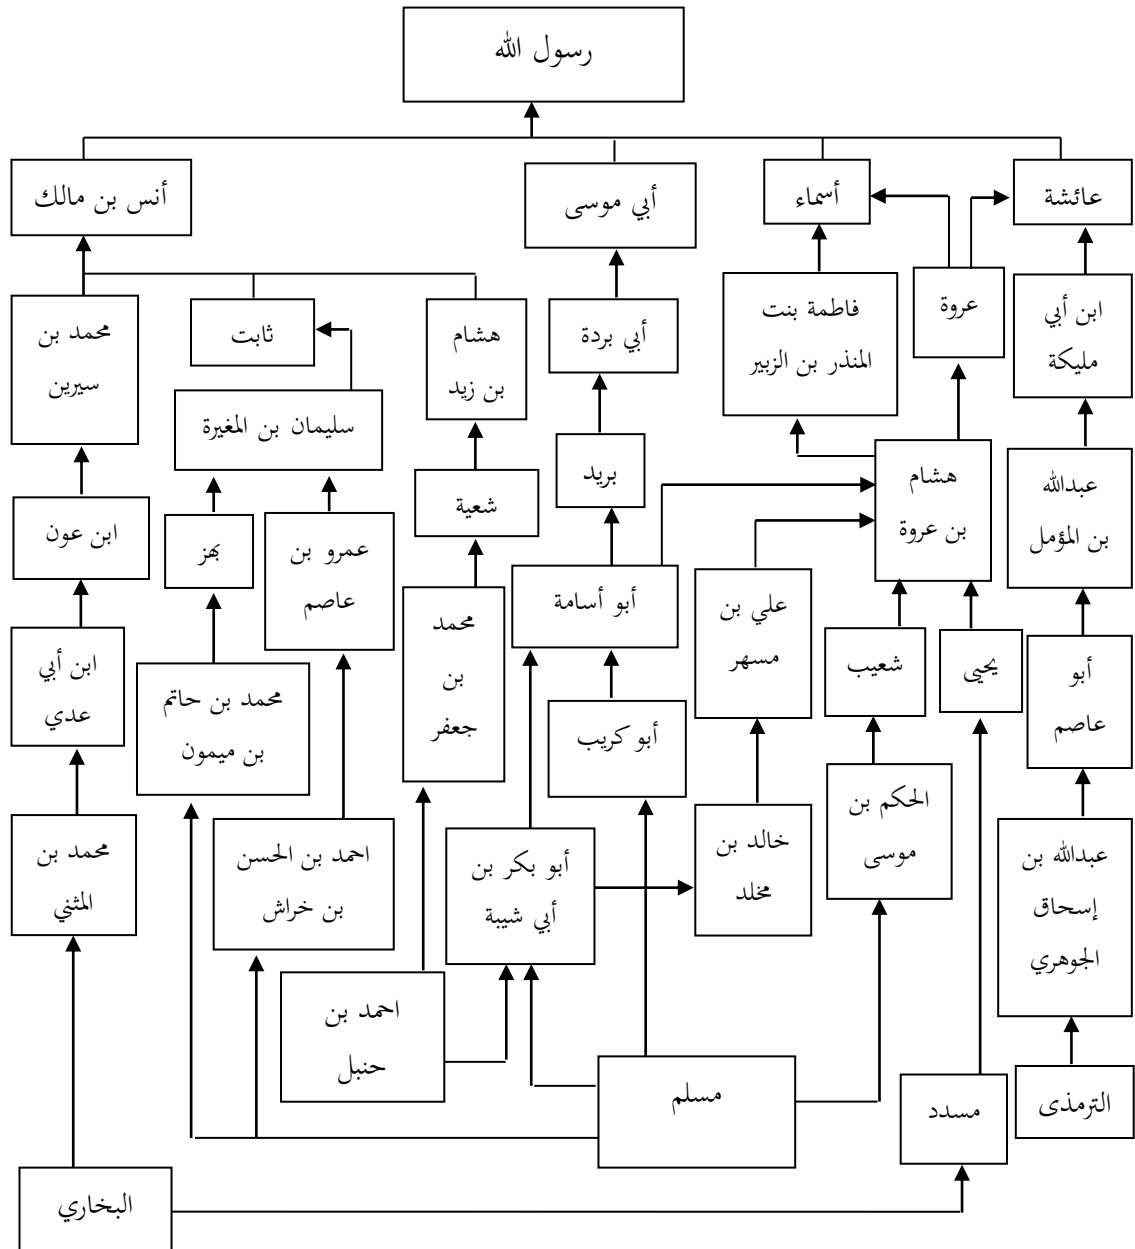 رسول الله
عائشة
أسماء
أبي موسى
أنس بن مالك
ابن أبي
مليكة
عروة
فاطمة بنت
المنذر بن الزبير
أبي بردة
هشام
بن زيد
ثابت
محمد بن
سيرين
عبدالله
بن المؤمل
هشام
بن عروة
بريد
شعية
سليمان بن المغيرة
ابن عون
بهز
عمرو بن
عاصم
أبو أسامة
علي بن
مسهر
شعيب
يحيى
أبو
عاصم
محمد
بن
جعفر
ابن أبي
عدي
محمد بن حاتم
بن ميمون
أبو كريب
الحكم بن
موسى
خالد بن
مخلد
عبدالله بن
إسحاق
الجوهري
أبو بكر بن
أبي شيبة
احمد بن الحسن
بن خراش
محمد بن
المثني
احمد بن
حنبل
مسلم
مسدد
الترمذى
البخاري